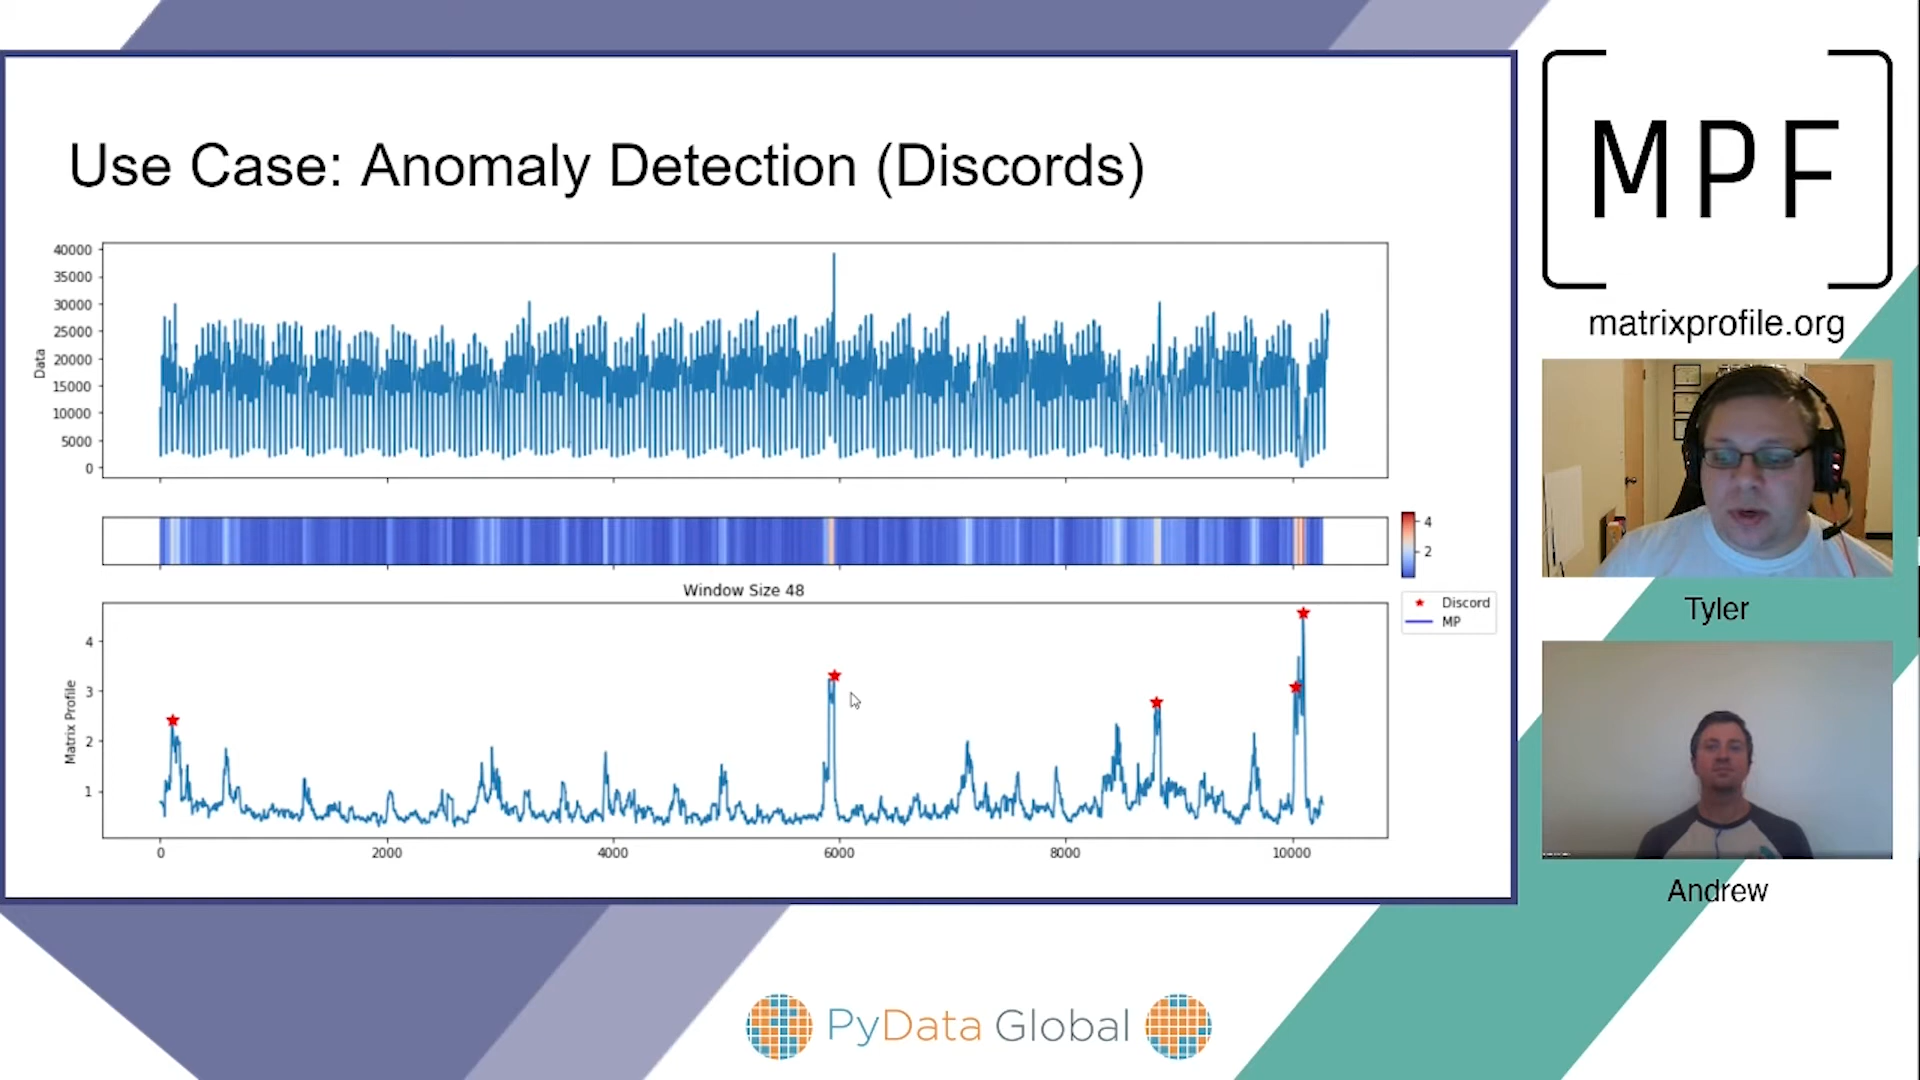 Use Case: Anomaly Detection (Discords)
40000
35000
30000
25000
20000
15000
10000
5000
0
Data
4
2
Window Size 48
Discord
MP
4
3
2
1
Matrix Profile
0 2000 4000 6000 8000 10000
MPF
matrixprofile.org
Tyler
Andrew
PyData Global